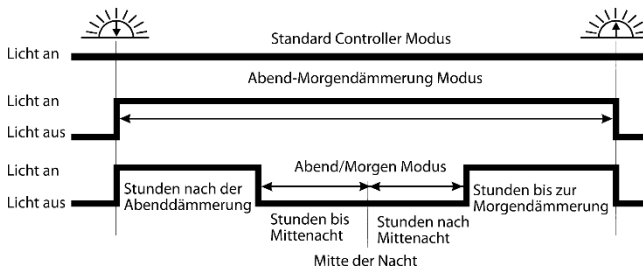 Standard Controller Modus
Licht an
Abend-Morgendämmerung Modus
Licht an
Licht aus
Licht an
Abend/Morgen Modus
Stunden nach der
Abenddämmerung
Stunden bis zur
Morgendämmerung
Licht aus
Stunden bis
Mittenacht
Stunden nach
Mittenacht
Mitte der Nacht